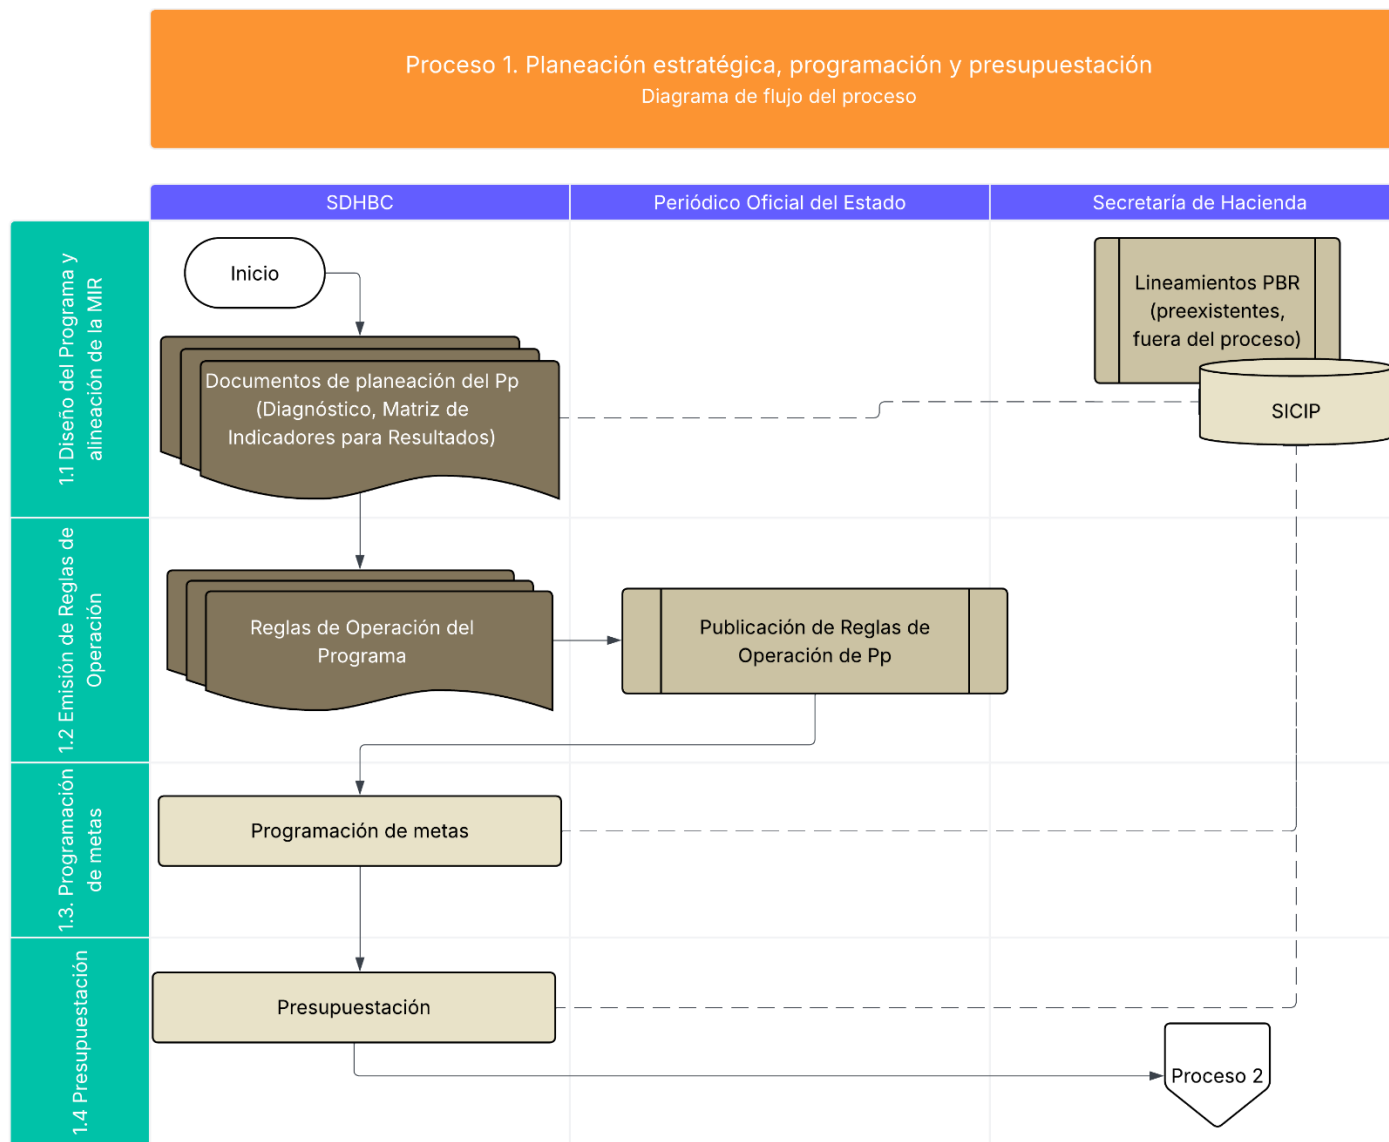 Proceso 1. Planeación estratégica, programación y presupuestación
Diagrama de flujo del proceso
SDHBC
Periódico Oficial del Estado
Secretaría de Hacienda
1.1 Diseño del Programa y
alineación de la MIR
Inicio
Documentos de planeación del Pp
(Diagnóstico, Matriz de
Indicadores para Resultados)
Lineamientos PBR
(preexistentes,
fuera del proceso)
SICIP
1.2 Emisión de Reglas de
Operación
Reglas de Operación del
Programa
Publicación de Reglas de
Operación de Pp
1.3. Programación
de metas
Programación de metas
1.4 Presupuestación
Presupuestación
Proceso 2